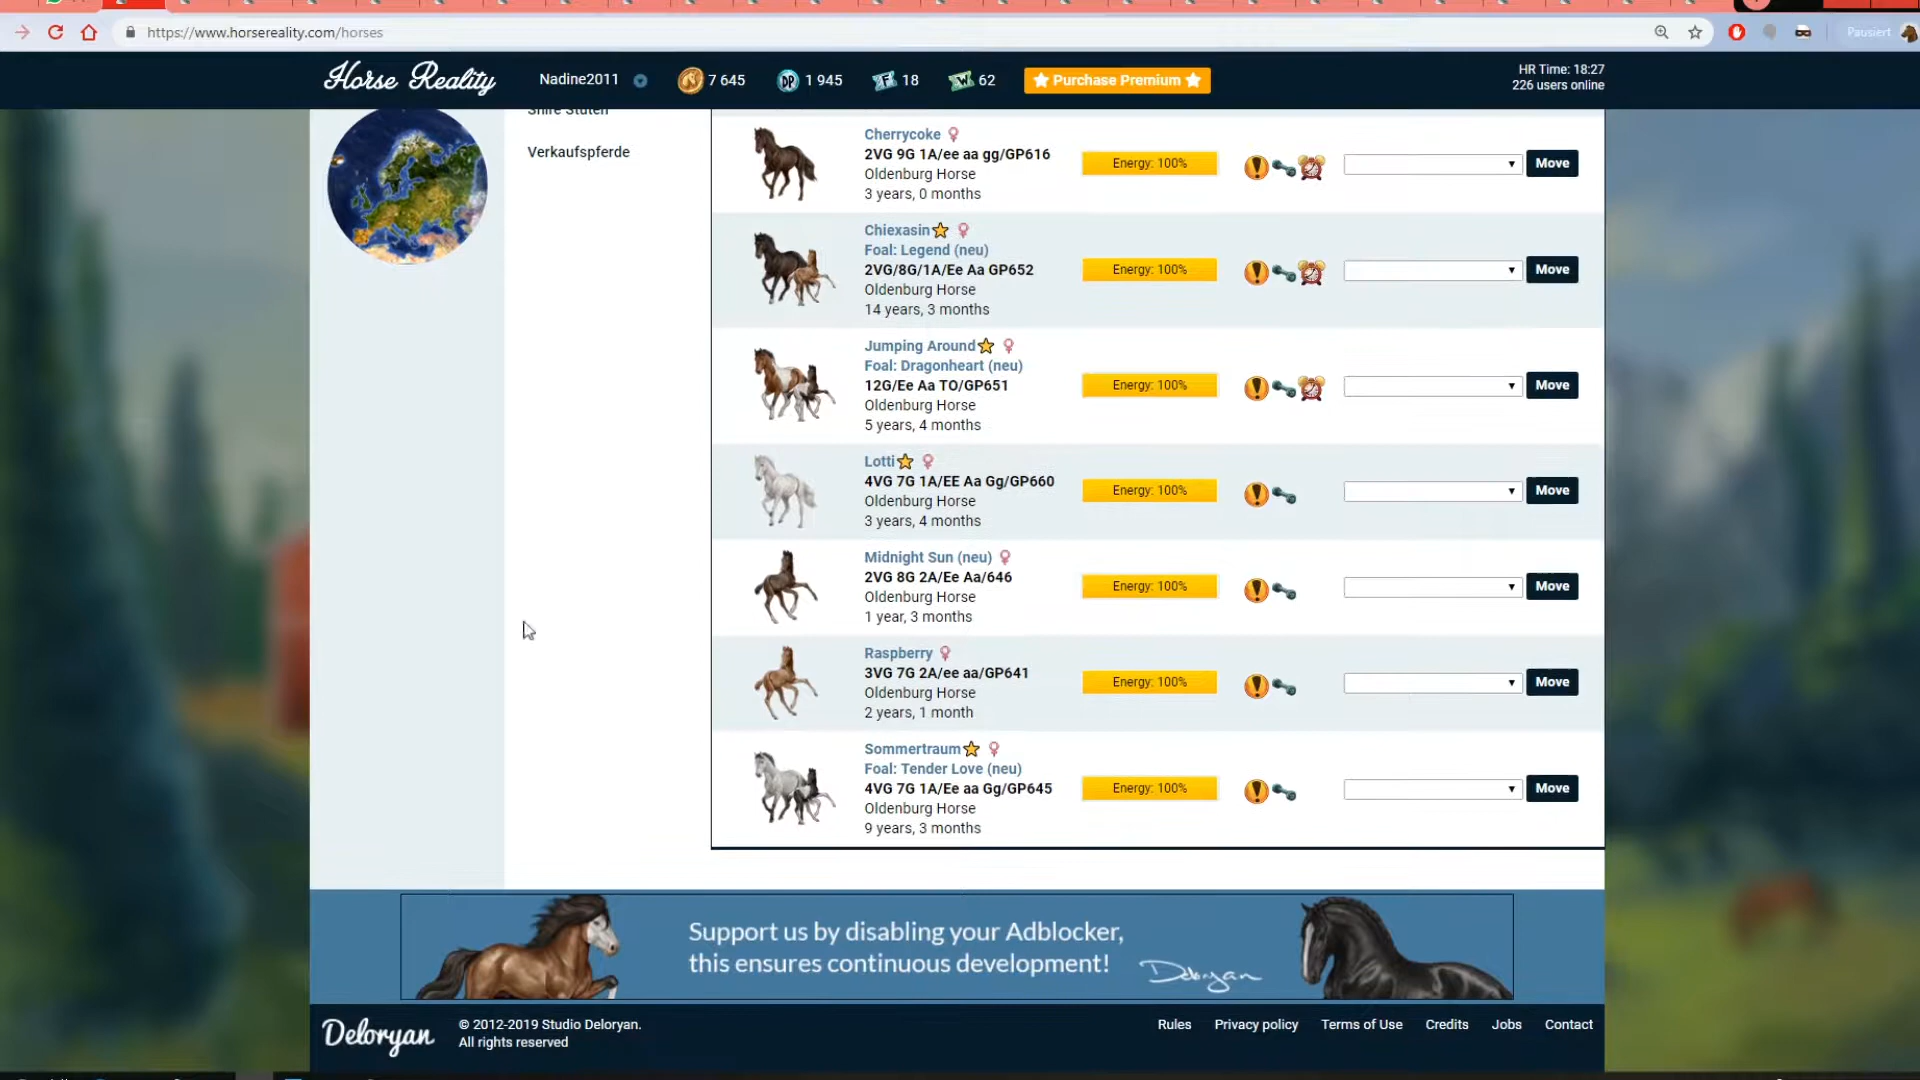 https://www.horsereality.com/horses
Pausiert
Horse Reality
Nadine2011
7 645
DP
1 945
F
18
W
62
Purchase Premium
HR Time: 18:27
226 users online
Shire Stuten
Verkaufspferde
Cherrycoke
2VG 9G 1A/ee aa gg/GP616
Oldenburg Horse
3 years, 0 months
Energy: 100%
Move
Chiexasin
Foal: Legend (neu)
2VG/8G/1A/Ee Aa GP652
Oldenburg Horse
14 years, 3 months
Energy: 100%
Move
Jumping Around
Foal: Dragonheart (neu)
12G/Ee Aa TO/GP651
Oldenburg Horse
5 years, 4 months
Energy: 100%
Move
Lotti
4VG 7G 1A/EE Aa Gg/GP660
Oldenburg Horse
3 years, 4 months
Energy: 100%
Move
Midnight Sun (neu)
2VG 8G 2A/Ee Aa/646
Oldenburg Horse
1 year, 3 months
Energy: 100%
Move
Raspberry
3VG 7G 2A/ee aa/GP641
Oldenburg Horse
2 years, 1 month
Energy: 100%
Move
Sommertraum
Foal: Tender Love (neu)
4VG 7G 1A/Ee aa Gg/GP645
Oldenburg Horse
9 years, 3 months
Energy: 100%
Move
Support us by disabling your Adblocker,
this ensures continuous development!
Deloryan
Deloryan
© 2012-2019 Studio Deloryan.
All rights reserved
Rules
Privacy policy
Terms of Use
Credits
Jobs
Contact